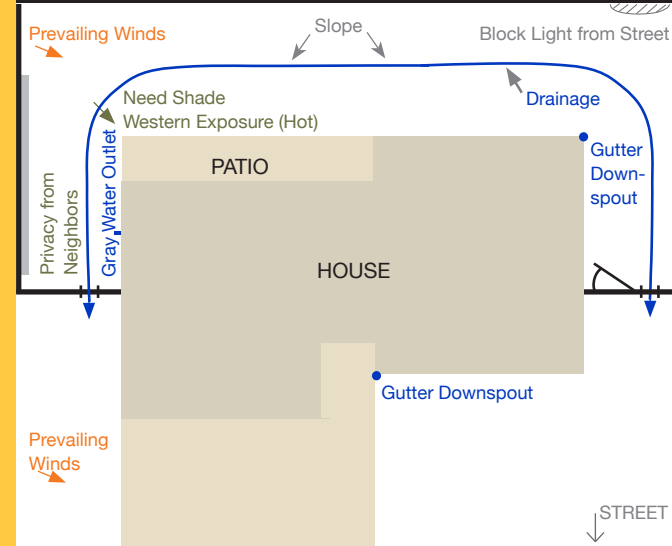 Slope
Prevailing Winds
Block Light from Street
Need Shade
Western Exposure (Hot)
Drainage
PATIO
Gutter
Down-
spout
Privacy from
Neighbors
Gray Water Outlet
HOUSE
Gutter Downspout
Prevailing
Winds
STREET